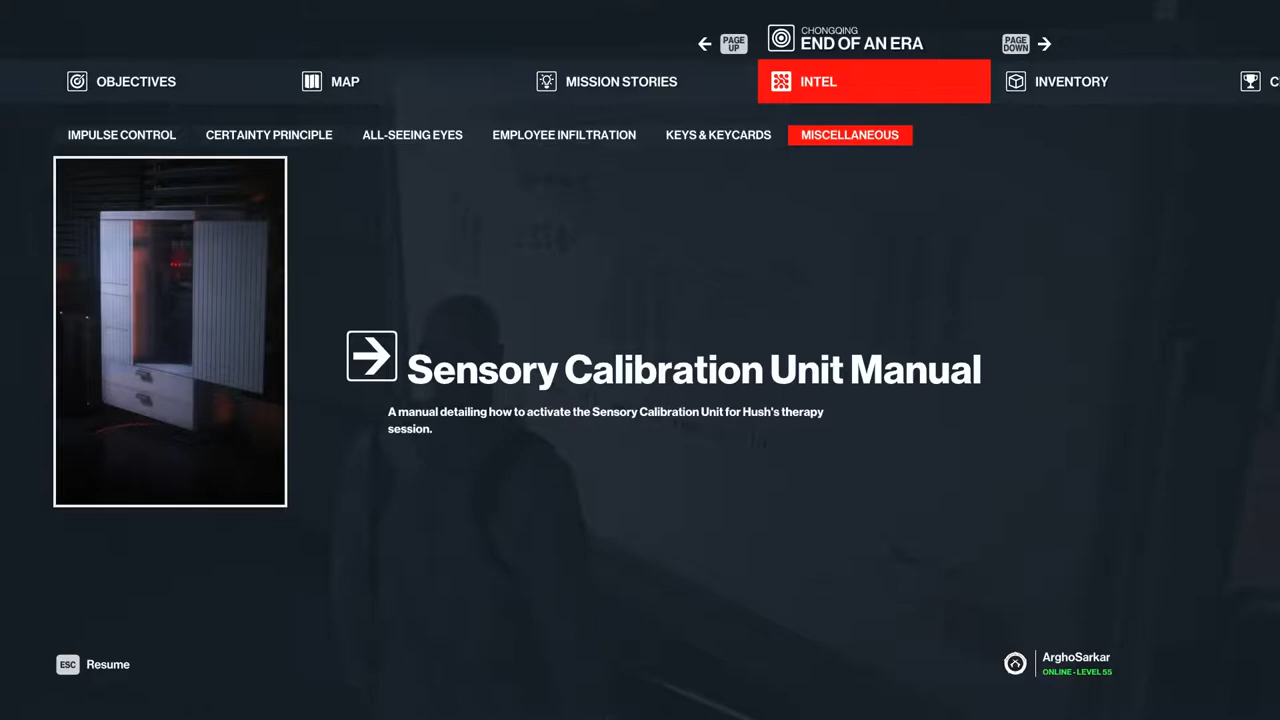 CHONGQING
PAGE UP
END OF AN ERA
PAGE DOWN
OBJECTIVES
MAP
MISSION STORIES
INTEL
INVENTORY
C
IMPULSE CONTROL
CERTAINTY PRINCIPLE
ALL-SEEING EYES
EMPLOYEE INFILTRATION
KEYS & KEYCARDS
MISCELLANEOUS
Sensory Calibration Unit Manual
A manual detailing how to activate the Sensory Calibration Unit for Hush's therapy
session.
ESC Resume
ArghoSarkar
ONLINE - LEVEL 55